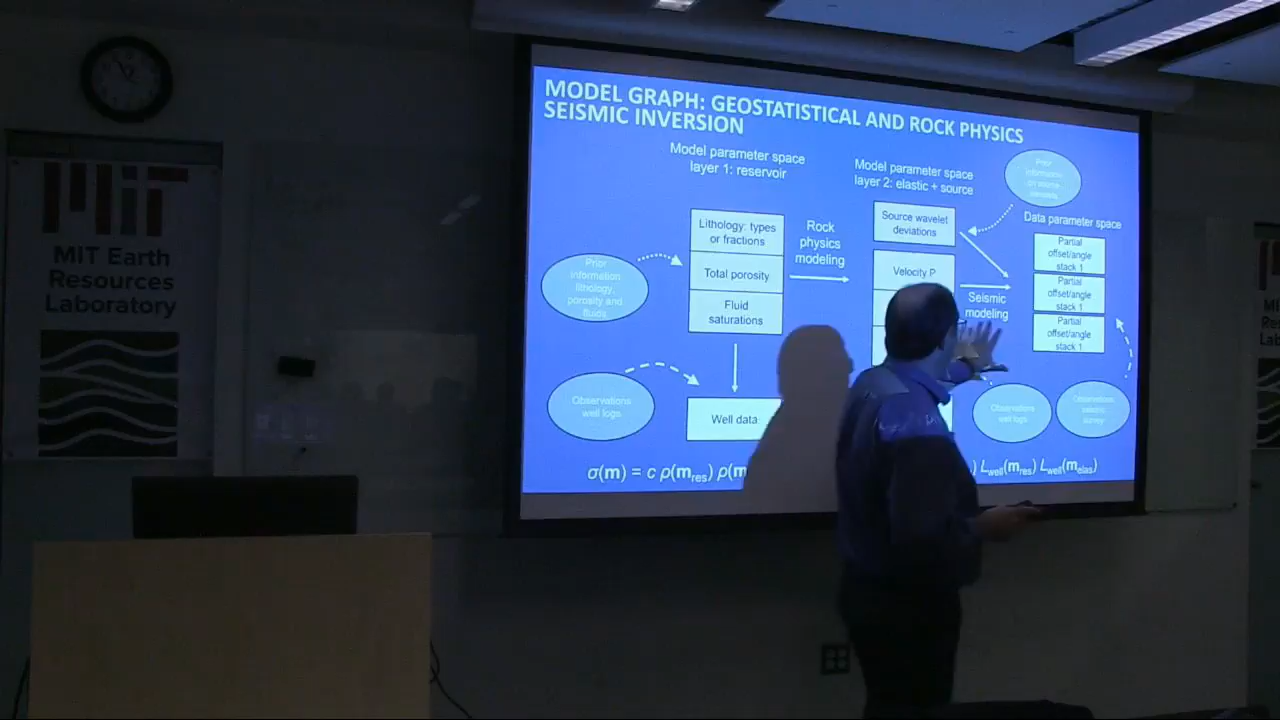 MIT
MIT Earth
Resources
Laboratory
MODEL GRAPH: GEOSTATISTICAL AND ROCK PHYSICS
SEISMIC INVERSION
Model parameter space
layer 1: reservoir
Model parameter space
layer 2: elastic + source
Prior
information
Data parameter space
Lithology: types
or fractions
Total porosity
Fluid
saturations
Rock
physics
modeling
Source wavelet
deviations
Velocity P
Seismic
modeling
Partial
offset/angle
stack 1
Partial
offset/angle
stack 1
Partial
offset/angle
stack 1
Prior
information
lithology,
porosity and
fluids
Observations
well logs
Well data
Observations
well logs
Observations
seismic
survey
σ(m) = c ρ(m_res) ρ(m
) L_well(m_res) L_well(m_elas)